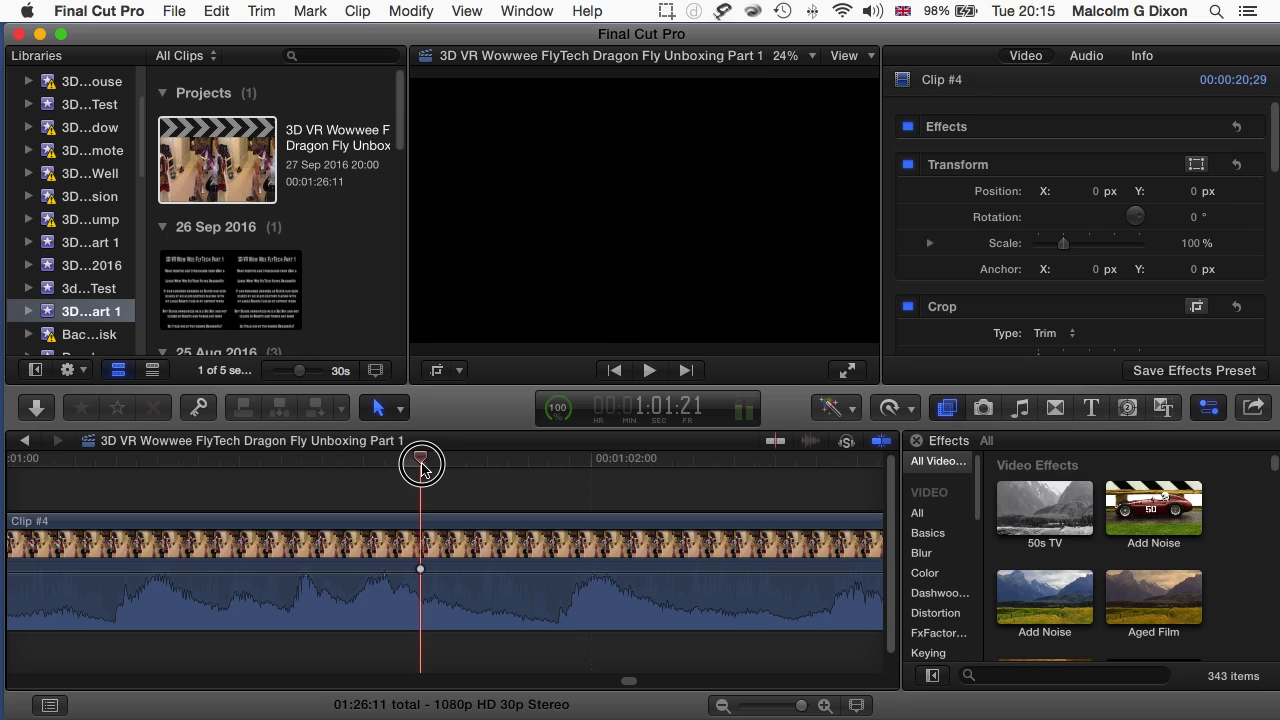 Final Cut Pro File Edit Trim Mark Clip Modify View Window Help 98% Tue 20:15 Malcolm G Dixon
Final Cut Pro
Libraries
All Clips
3D...ouse
3D...Test
3D...dow
3D...mote
3D...Well
3D...sion
3D...ump
3D...art 1
3D...2016
3d...Test
3D...art 1
Bac...isk
Projects (1)
3D VR Wowwee F
Dragon Fly Unbox
27 Sep 2016 20:00
00:01:26:11
26 Sep 2016 (1)
25 Aug 2016 (3)
1 of 5 se...
30s
3D VR Wowwee FlyTech Dragon Fly Unboxing Part 1 24% View
Video Audio Info
Clip #4 00:00:20;29
Effects
Transform
Position: X: 0 px Y: 0 px
Rotation: 0 °
Scale: 100 %
Anchor: X: 0 px Y: 0 px
Crop
Type: Trim
Save Effects Preset
100 % 00:00:1:01:21
HR MIN SEC FR
3D VR Wowwee FlyTech Dragon Fly Unboxing Part 1
:01:00 00:01:02:00
Clip #4
Effects All
All Video...
VIDEO
All
Basics
Blur
Color
Dashwoo...
Distortion
FxFactor...
Keying
Video Effects
50s TV
Add Noise
Add Noise
Aged Film
343 items
01:26:11 total - 1080p HD 30p Stereo